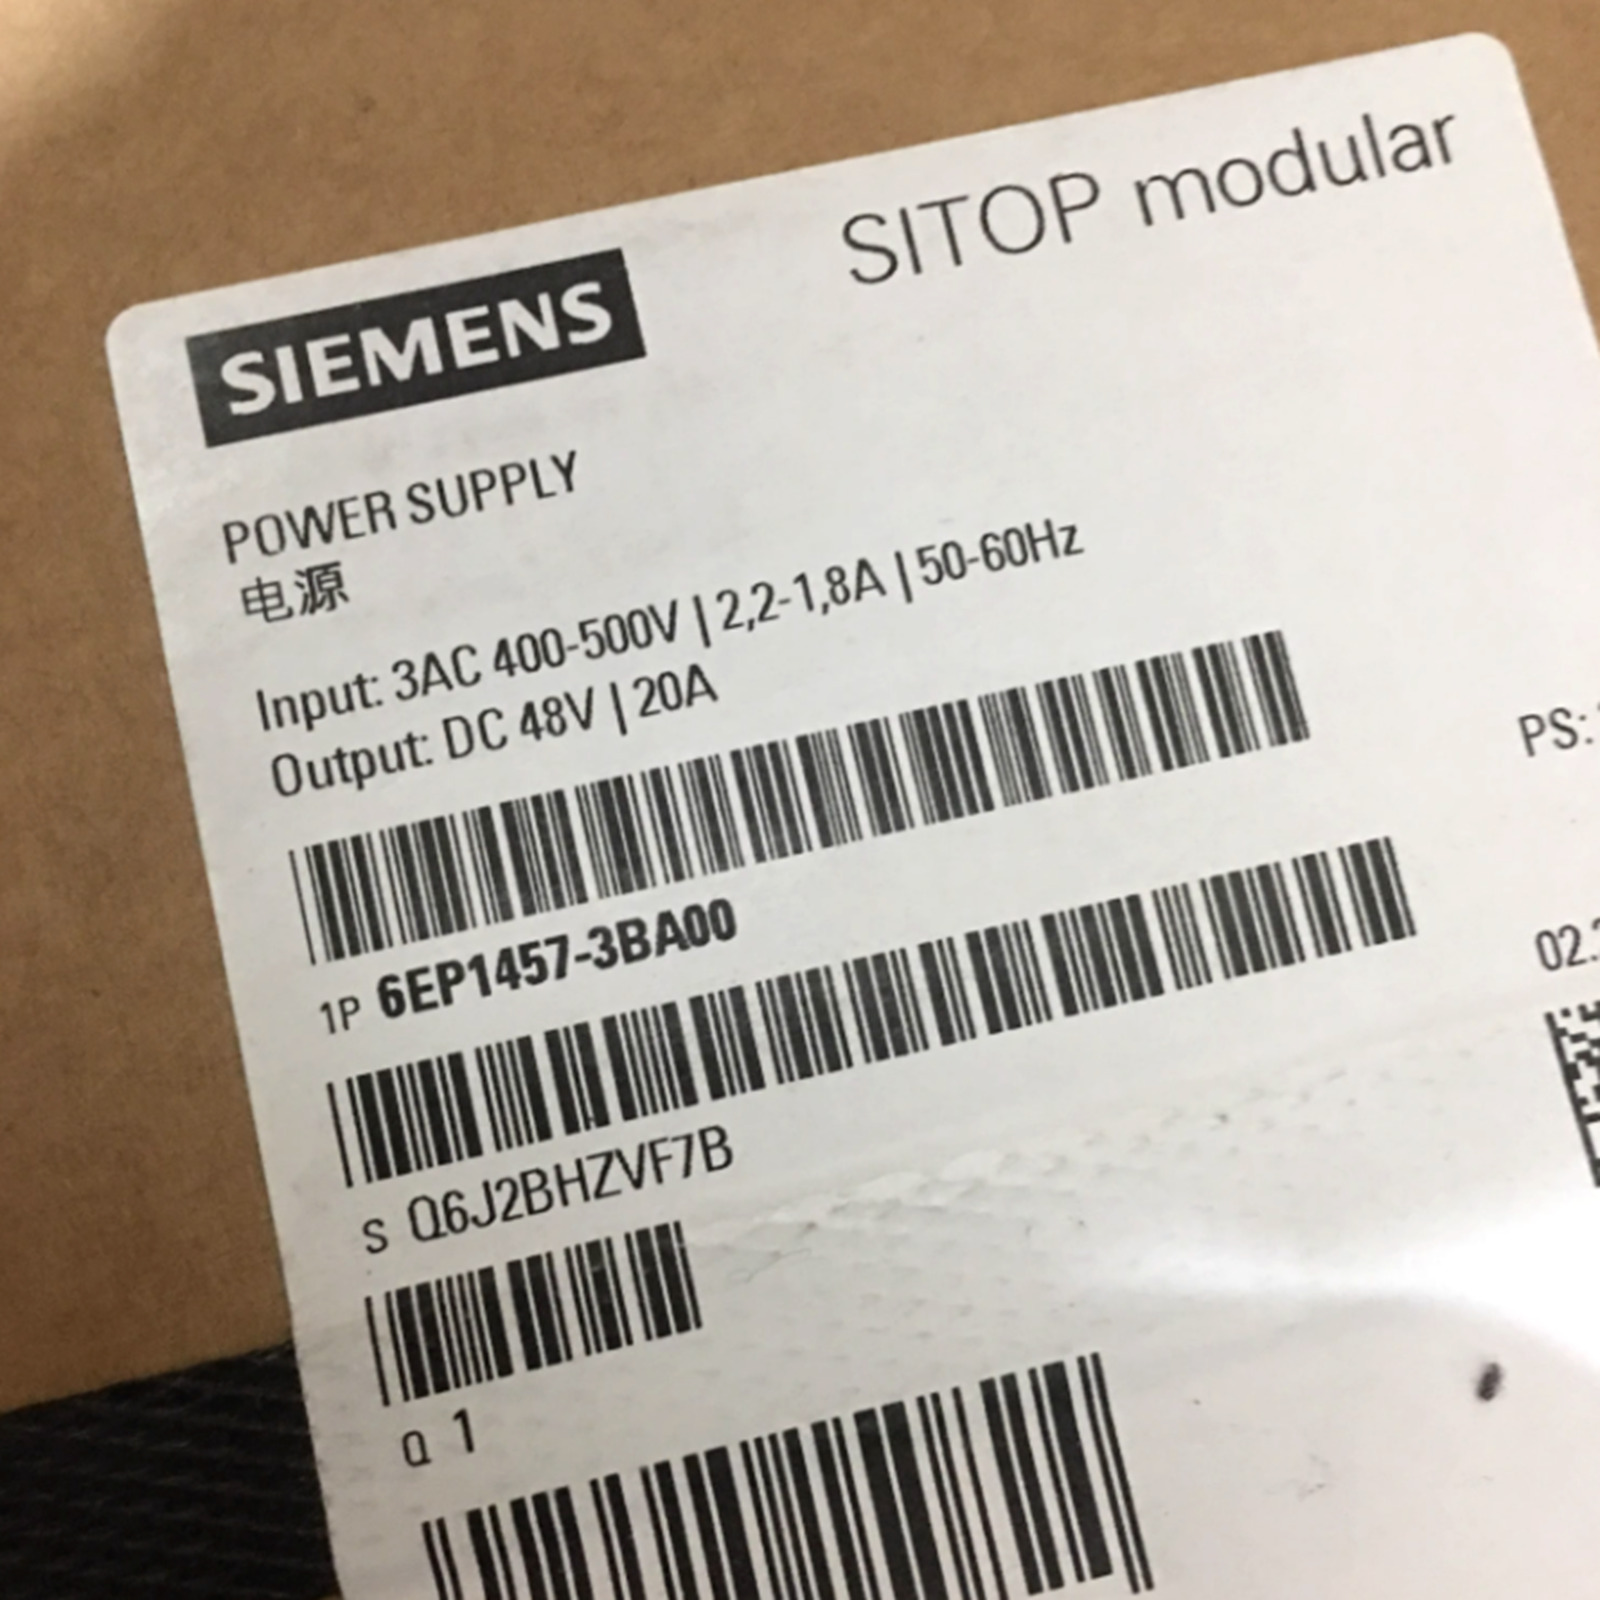 SITOP modular
SIEMENS
POWER SUPPLY
电源
Input: 3AC 400-500V | 2,2-1,8A | 50-60Hz
Output: DC 48V | 20A
PS:
1P 6EP1457-3BA00
02.
S Q6J2BHZVF7B
Q 1